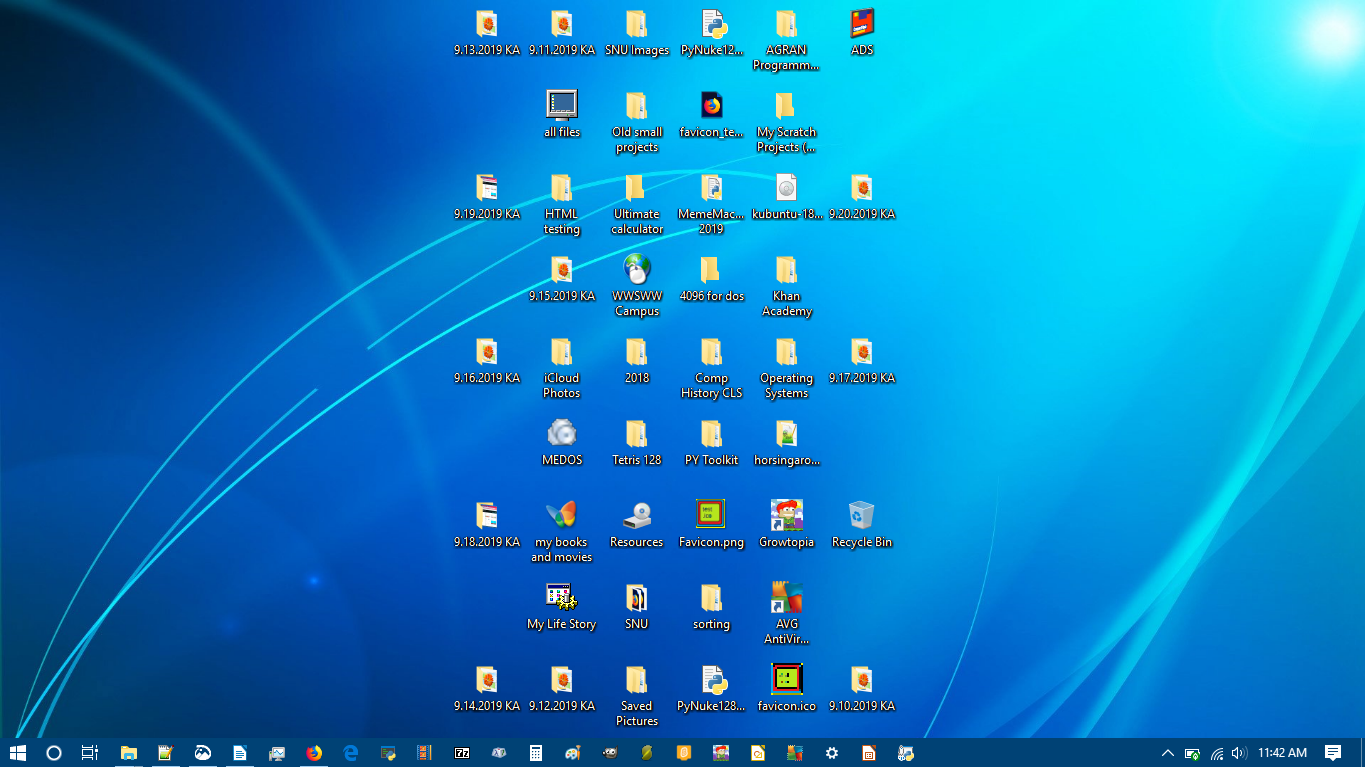 9.13.2019 KA
9.11.2019 KA
SNU Images
PyNuke12...
AGRAN
Programm...
ADS
all files
Old small
projects
favicon_te...
My Scratch
Projects (...
9.19.2019 KA
HTML
testing
Ultimate
calculator
MemeMac...
2019
kubuntu-18...
9.20.2019 KA
9.15.2019 KA
WWSWW
Campus
4096 for dos
Khan
Academy
9.16.2019 KA
iCloud
Photos
2018
Comp
History CLS
Operating
Systems
9.17.2019 KA
MEDOS
Tetris 128
PY Toolkit
horsingaro...
9.18.2019 KA
my books
and movies
Resources
test
.ico
Favicon.png
Growtopia
Recycle Bin
My Life Story
SNU
sorting
AVG
AntiVir...
9.14.2019 KA
9.12.2019 KA
Saved
Pictures
PyNuke128...
favicon.ico
9.10.2019 KA
11:42 AM